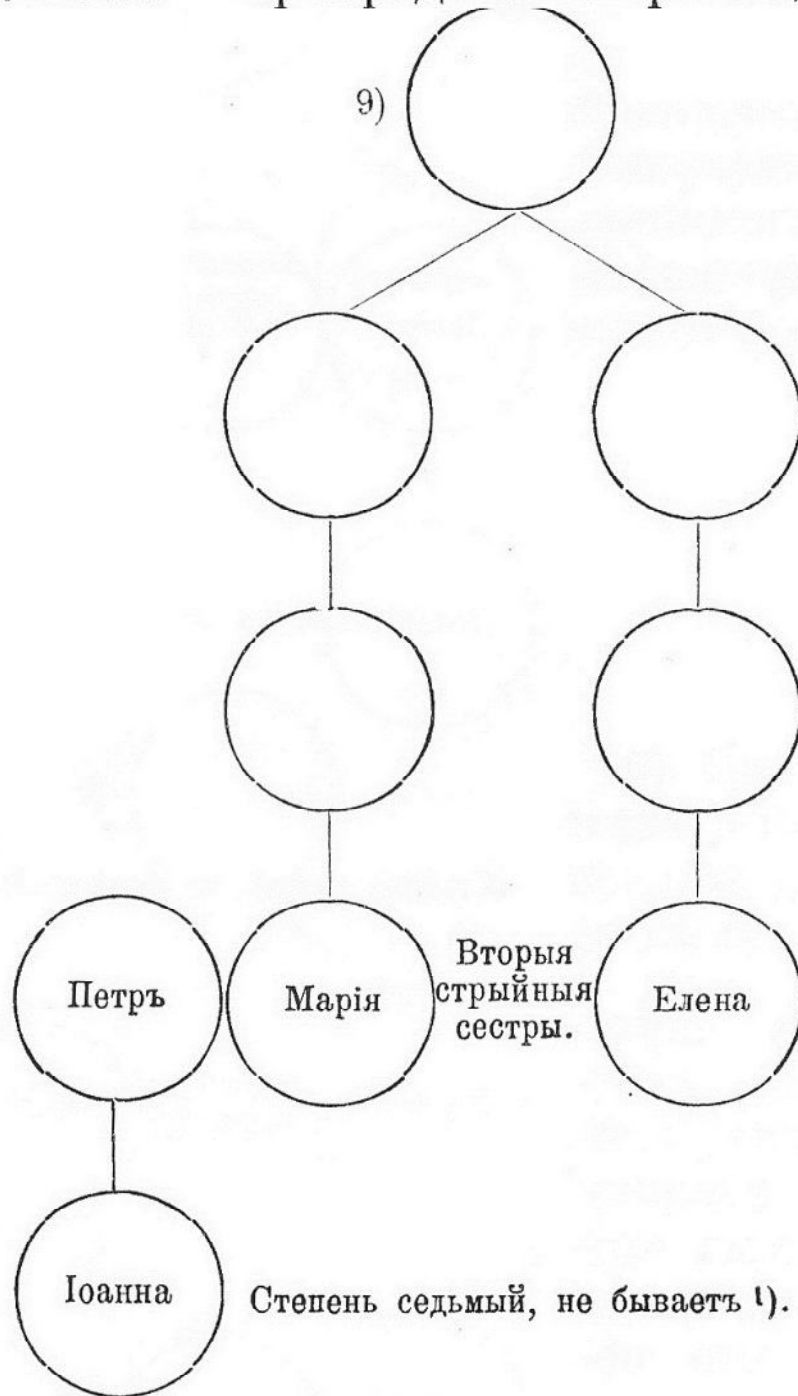 9)
Петръ
Марія
Вторыя
стрыйныя
сестры.
Елена
Іоанна
Степень седьмый, не бываетъ ¹).